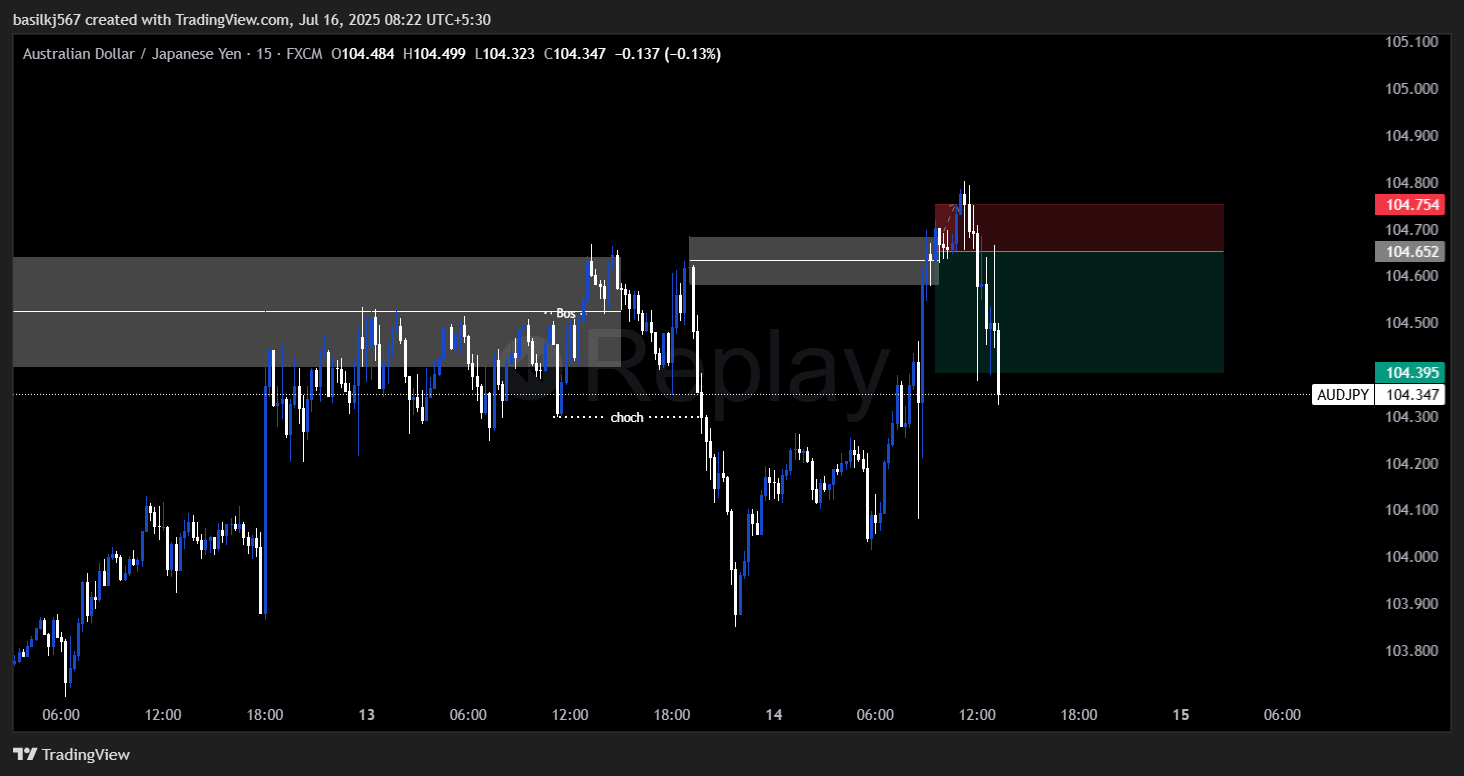 basilkj567 created with TradingView.com, Jul 16, 2025 08:22 UTC+5:30
Australian Dollar / Japanese Yen · 15 · FXCM O104.484 H104.499 L104.323 C104.347 −0.137 (−0.13%)
105.100
105.000
104.900
104.800
104.754
104.700
104.652
104.600
104.500
104.395
AUDJPY 104.347
104.300
104.200
104.100
104.000
103.900
103.800
Bos
Replay
choch
06:00 12:00 18:00 13 06:00 12:00 18:00 14 06:00 12:00 18:00 15 06:00
TradingView